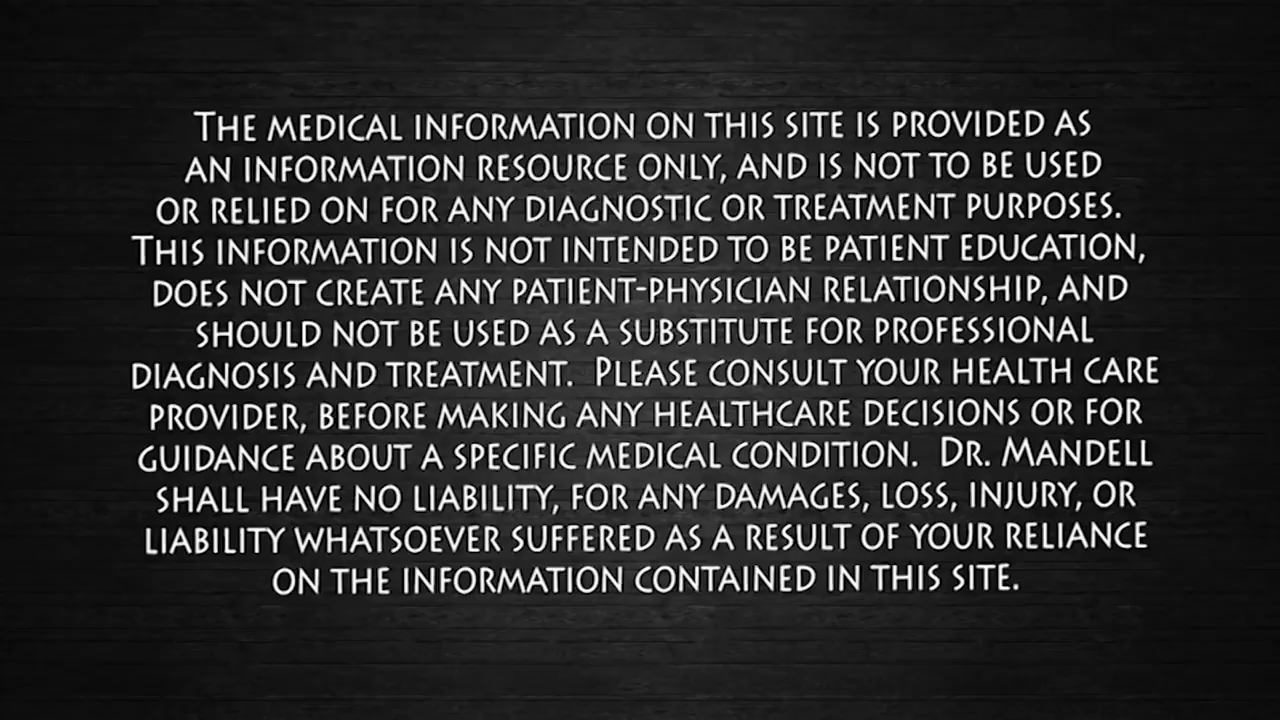 The medical information on this site is provided as
an information resource only, and is not to be used
or relied on for any diagnostic or treatment purposes.
This information is not intended to be patient education,
does not create any patient-physician relationship, and
should not be used as a substitute for professional
diagnosis and treatment.  Please consult your health care
provider, before making any healthcare decisions or for
guidance about a specific medical condition.  Dr. Mandell
shall have no liability, for any damages, loss, injury, or
liability whatsoever suffered as a result of your reliance
on the information contained in this site.